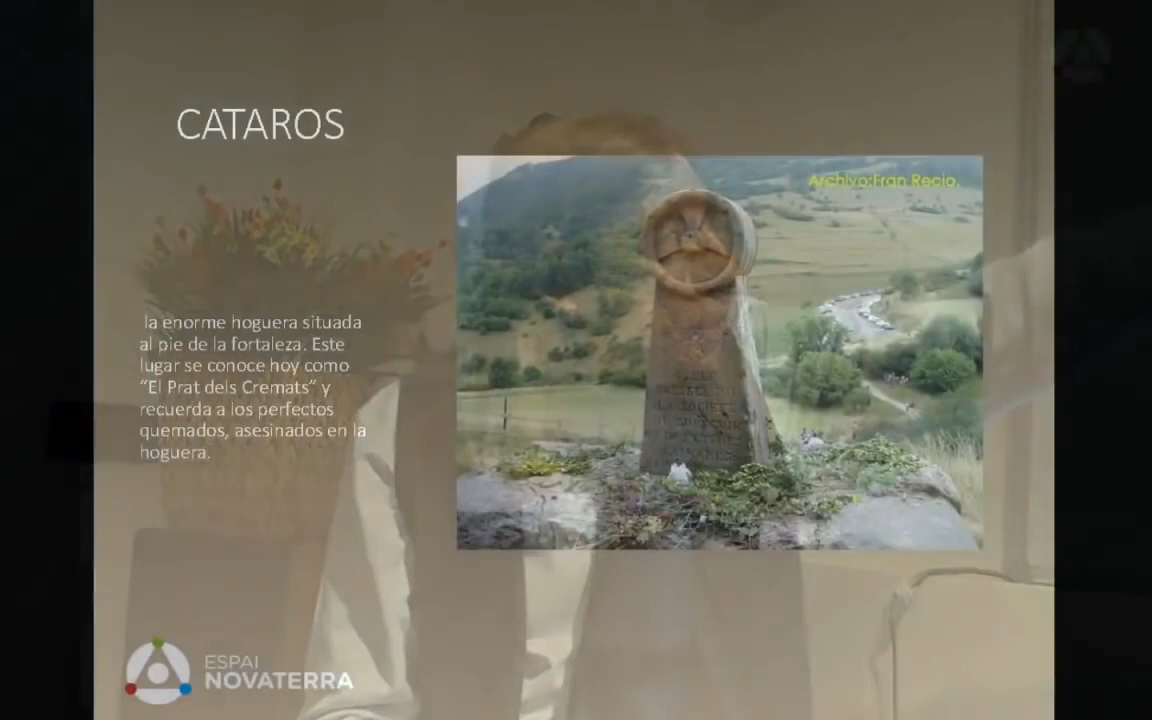 CATAROS
Archivo:Fran Recio.
la enorme hoguera situada
al pie de la fortaleza. Este
lugar se conoce hoy como
“El Prat dels Cremats” y
recuerda a los perfectos
quemados, asesinados en la
hoguera.
ESPAI
NOVATERRA